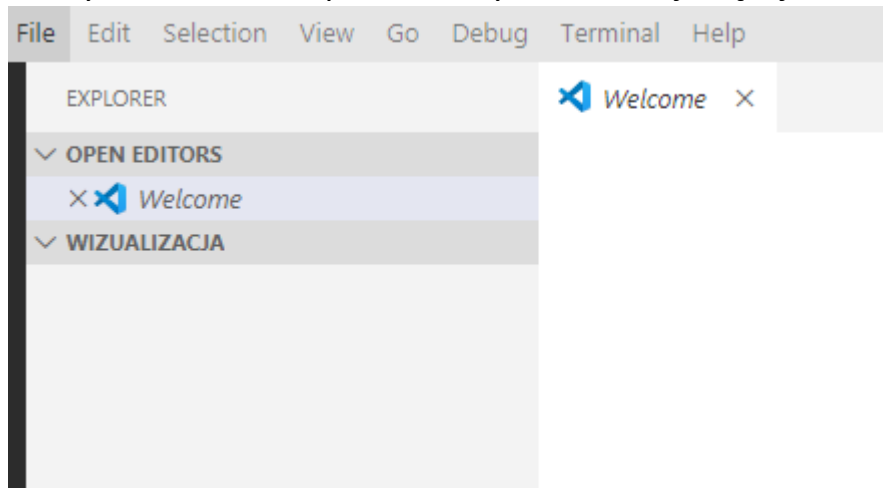 File Edit Selection View Go Debug Terminal Help
EXPLORER
Welcome
OPEN EDITORS
Welcome
WIZUALIZACJA